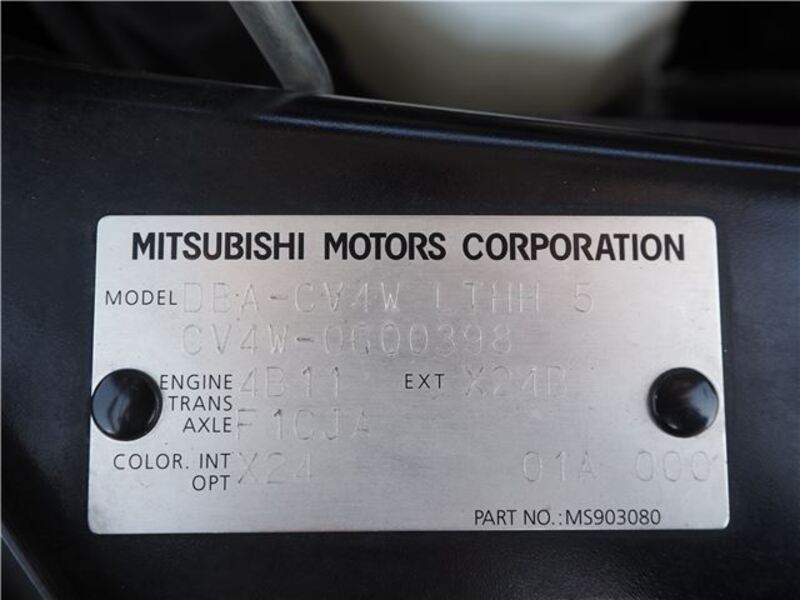 MITSUBISHI MOTORS CORPORATION
MODEL DBA-CV4W LTHH 5
CV4W-0600398
ENGINE 4B11 EXT X24B
TRANS
AXLE F1CJA
COLOR. INT X24 01A 000
OPT
PART NO.:MS903080